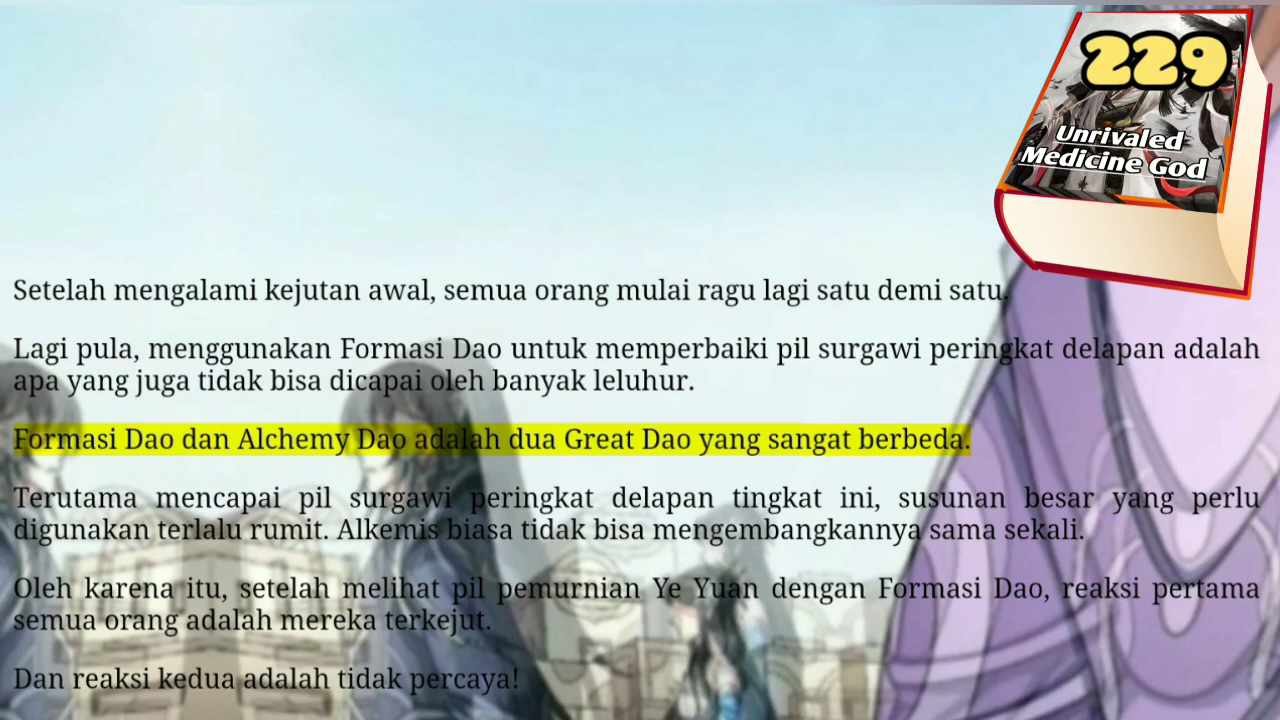 229
Unrivaled
Medicine God
Setelah mengalami kejutan awal, semua orang mulai ragu lagi satu demi satu.
Lagi pula, menggunakan Formasi Dao untuk memperbaiki pil surgawi peringkat delapan adalah
apa yang juga tidak bisa dicapai oleh banyak leluhur.
Formasi Dao dan Alchemy Dao adalah dua Great Dao yang sangat berbeda.
Terutama mencapai pil surgawi peringkat delapan tingkat ini, susunan besar yang perlu
digunakan terlalu rumit. Alkemis biasa tidak bisa mengembangkannya sama sekali.
Oleh karena itu, setelah melihat pil pemurnian Ye Yuan dengan Formasi Dao, reaksi pertama
semua orang adalah mereka terkejut.
Dan reaksi kedua adalah tidak percaya!